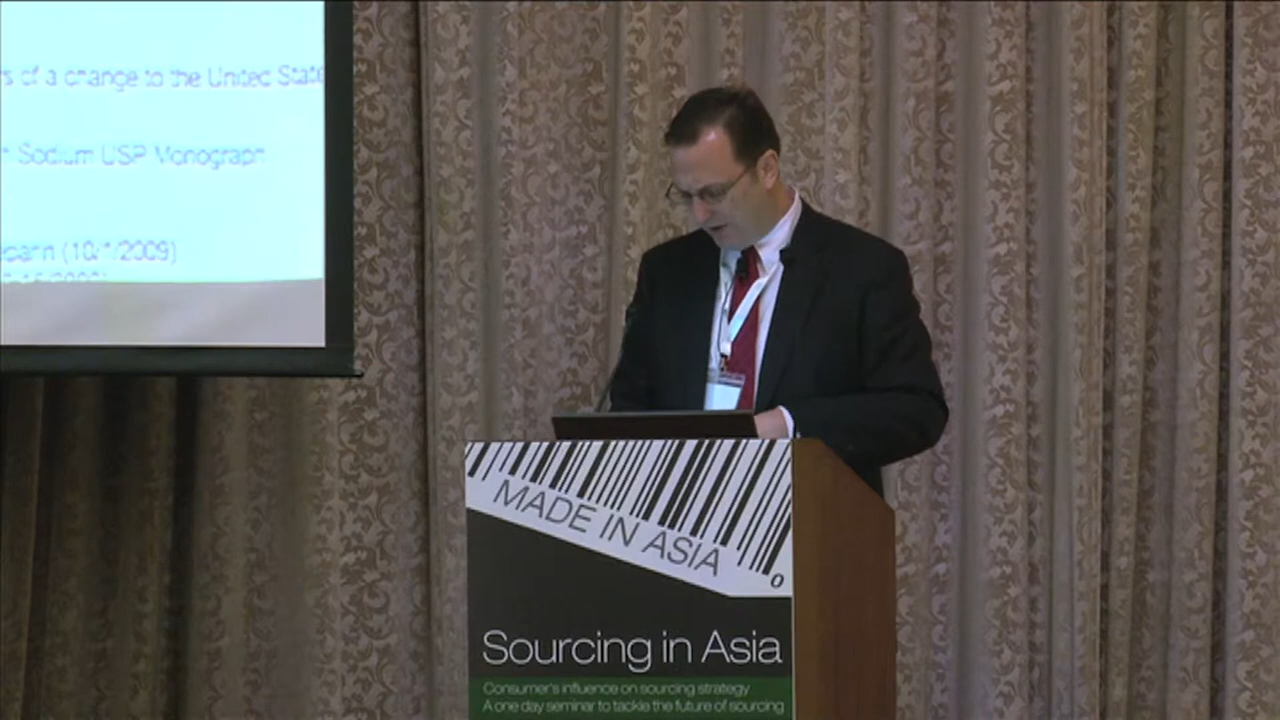 of a change to the United State
Sodium USP Monograph
(10/1/2009)
MADE IN ASIA
0
Sourcing in Asia
Consumer's influence on sourcing strategy
A one day seminar to tackle the future of sourcing